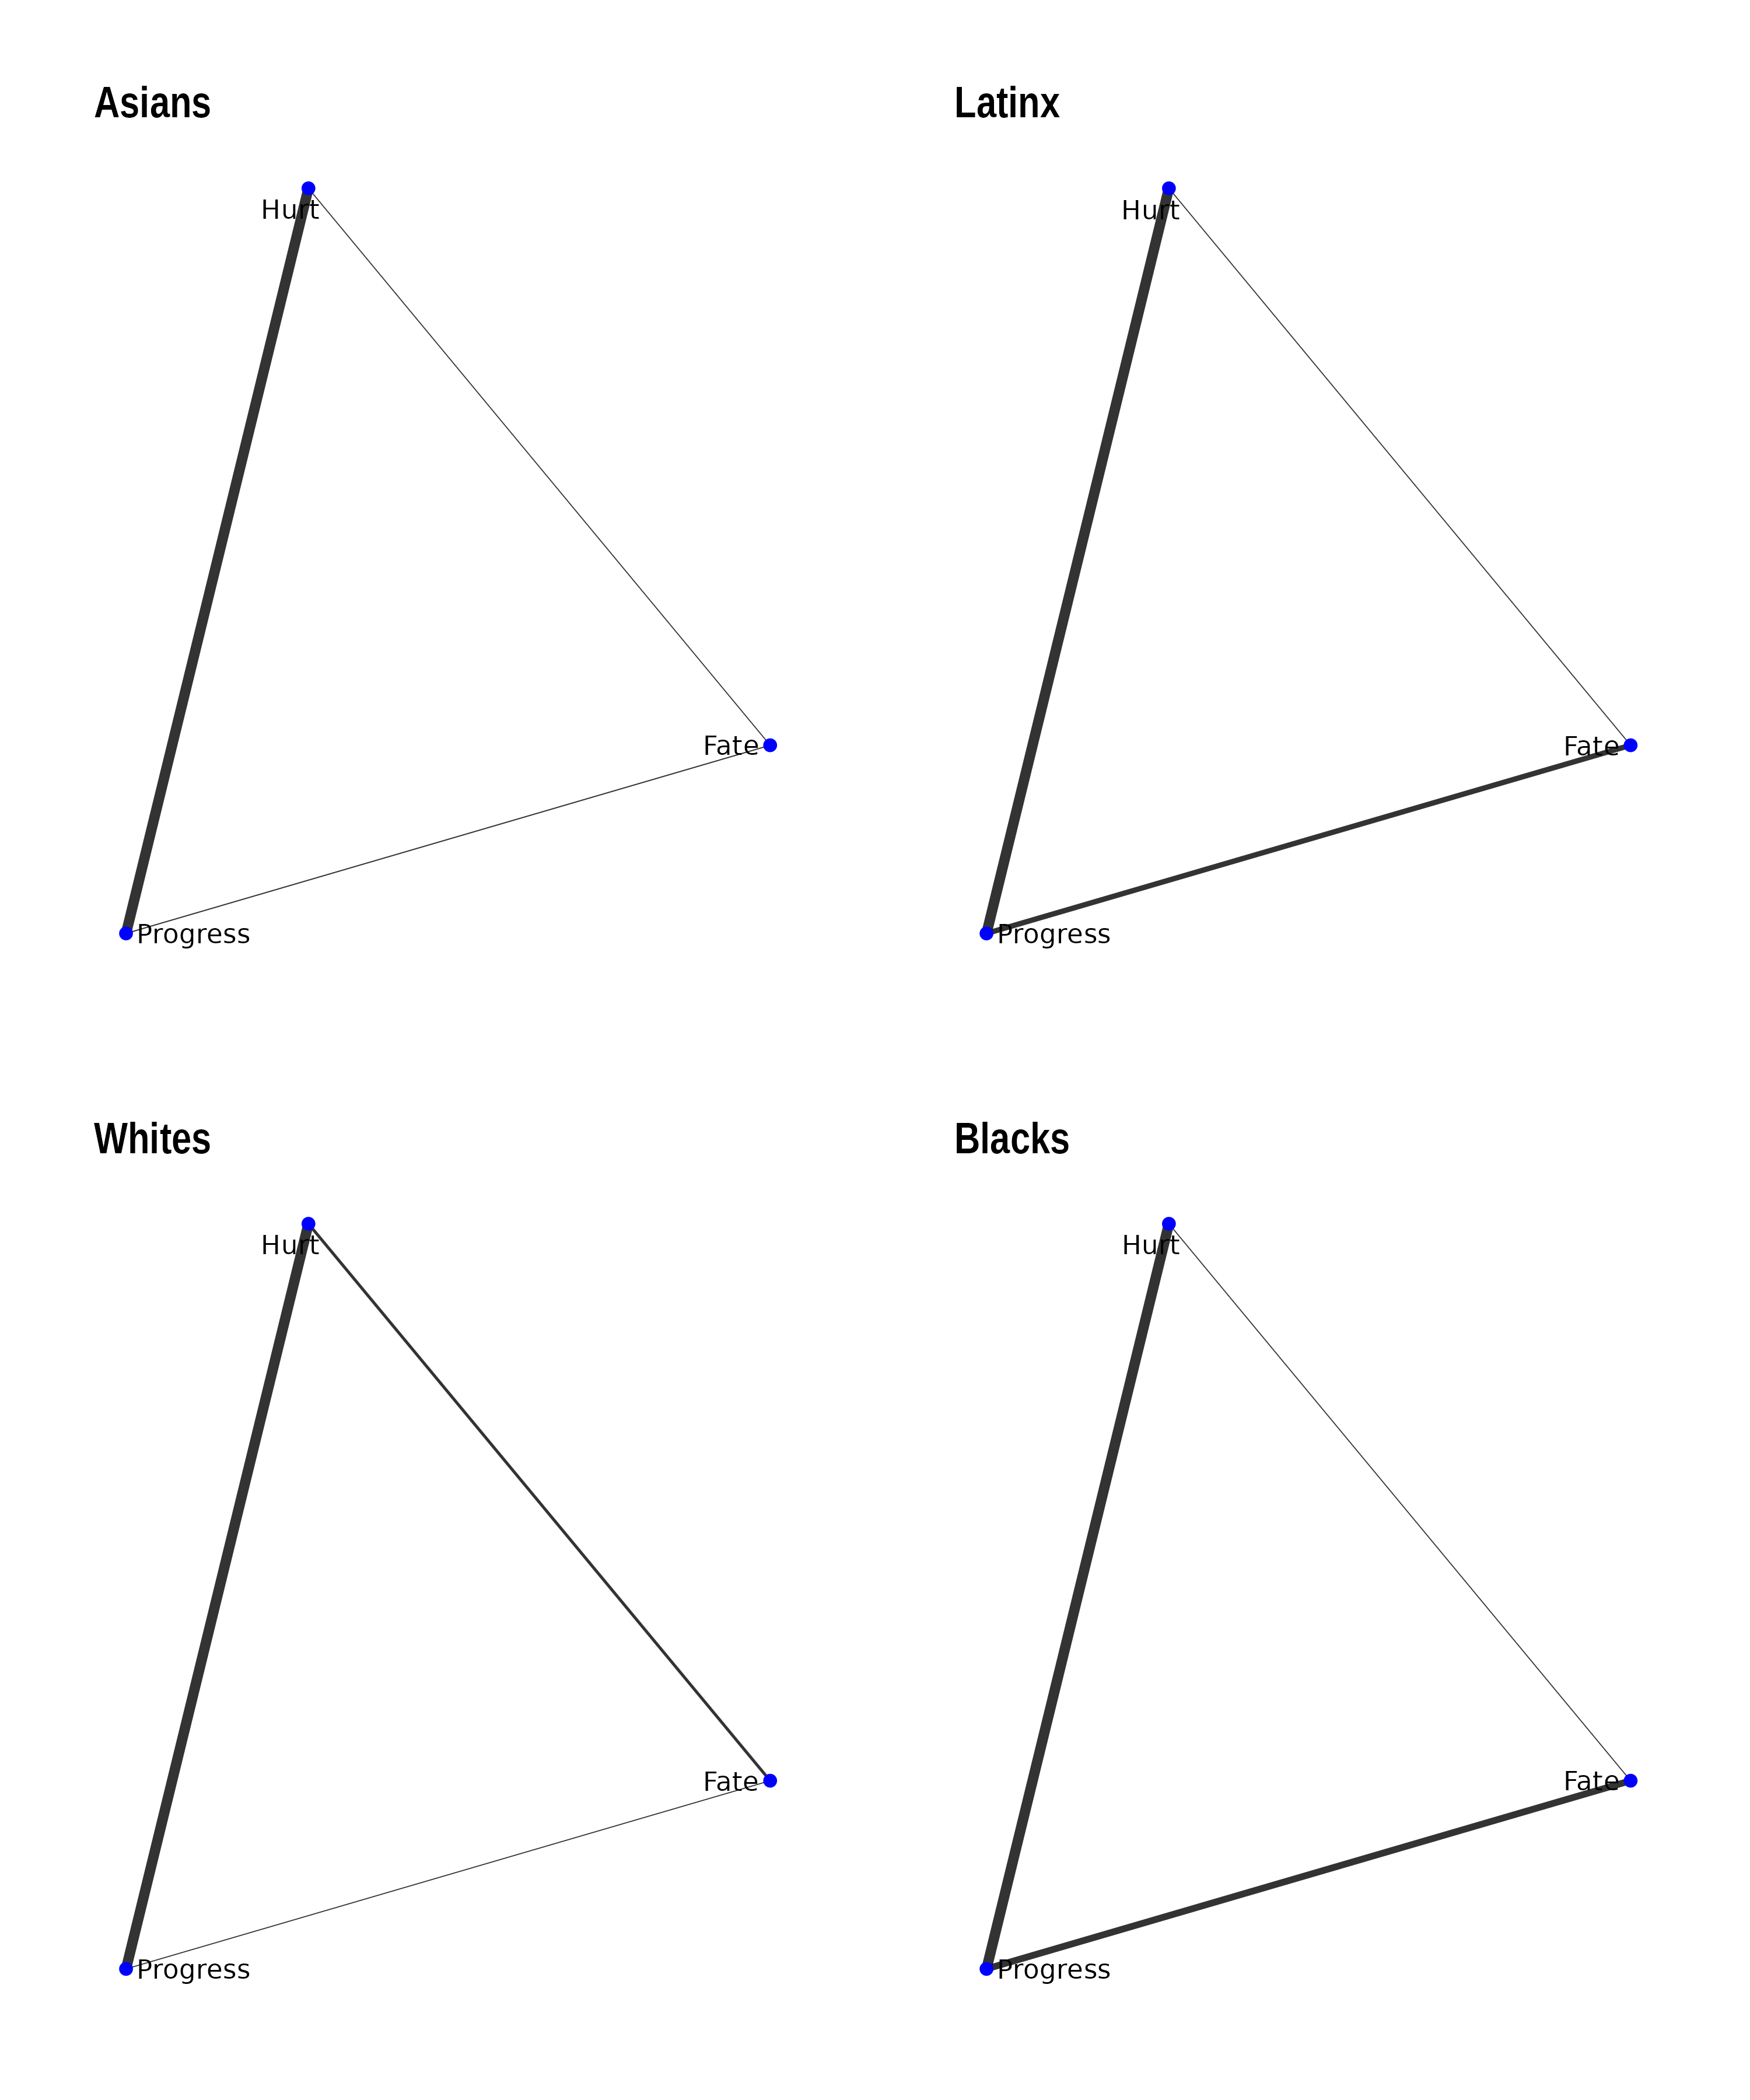 Asians
Hurt
Fate
Progress
Latinx
Hurt
Fate
Progress
Whites
Hurt
Fate
Progress
Blacks
Hurt
Fate
Progress